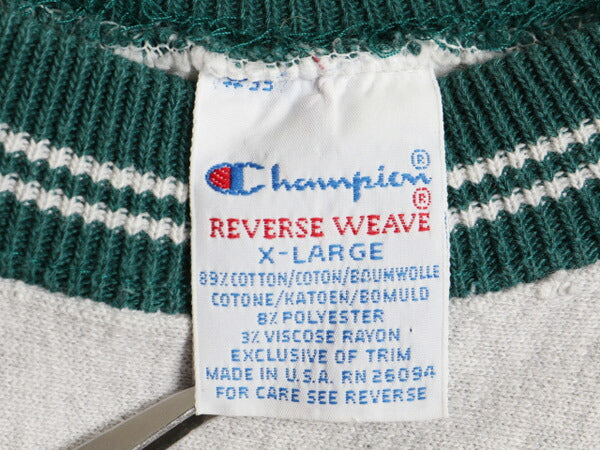 Champion®
REVERSE WEAVE®
X-LARGE
89% COTTON/COTON/BOUMWOLLE
COTONE/KATOEN/BOMULD
8% POLYESTER
3% VISCOSE RAYON
EXCLUSIVE OF TRIM
MADE IN U.S.A. RN 26094
FOR CARE SEE REVERSE